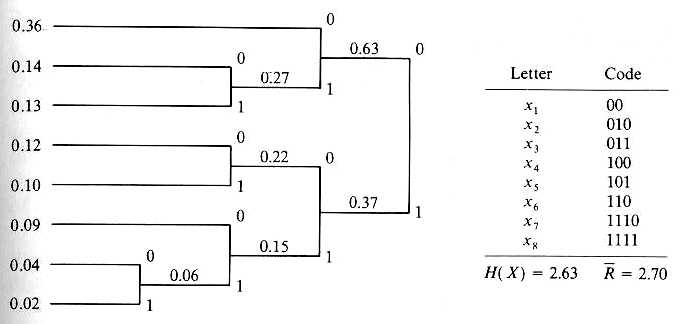 0.36 0
0.63 0
0.14 0
0.27 1
0.13 1
0.12 0
0.22 0
0.10 1
0.37 1
0.09 0
0.15 1
0.04 0
0.06 1
0.02 1
Letter Code
x₁ 00
x₂ 010
x₃ 011
x₄ 100
x₅ 101
x₆ 110
x₇ 1110
x₈ 1111
H(X) = 2.63 R̅ = 2.70